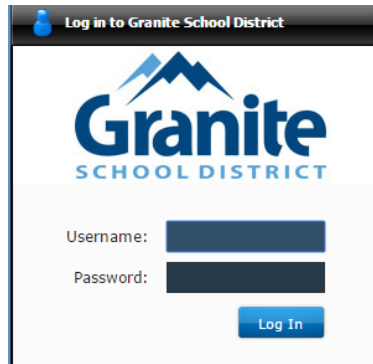 Log in to Granite School District
Granite
SCHOOL DISTRICT
Username:
Password:
Log In